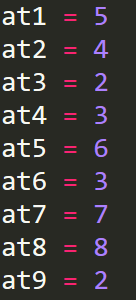 at1 = 5
at2 = 4
at3 = 2
at4 = 3
at5 = 6
at6 = 3
at7 = 7
at8 = 8
at9 = 2